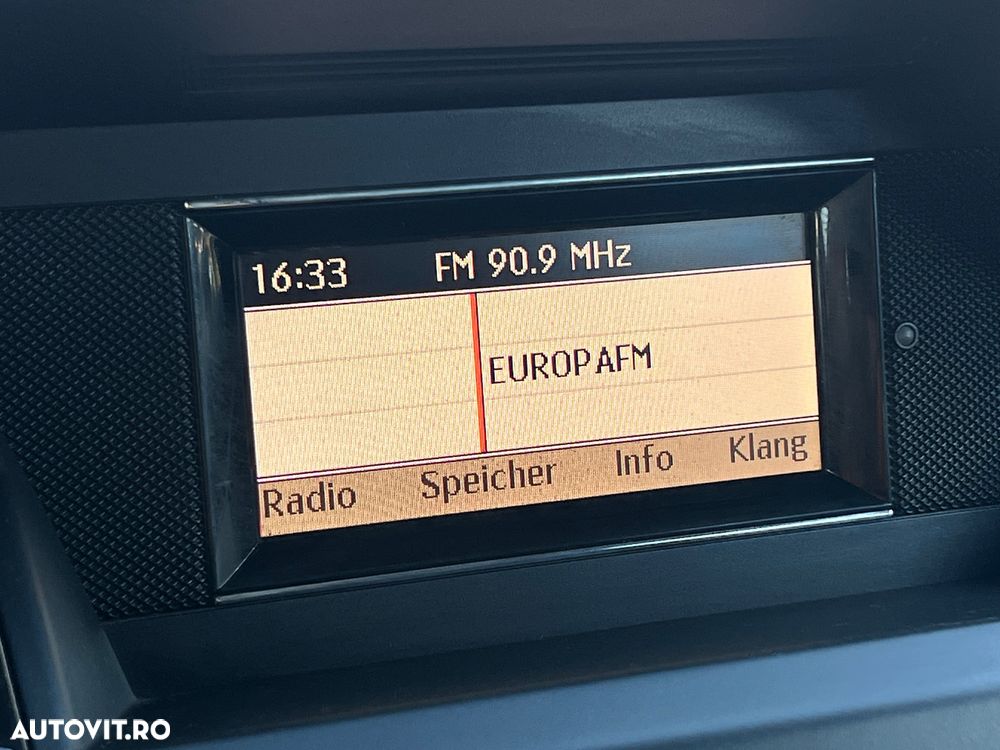 16:33 FM 90.9 MHz
EUROPAFM
Radio Speicher Info Klang
AUTOVIT.RO